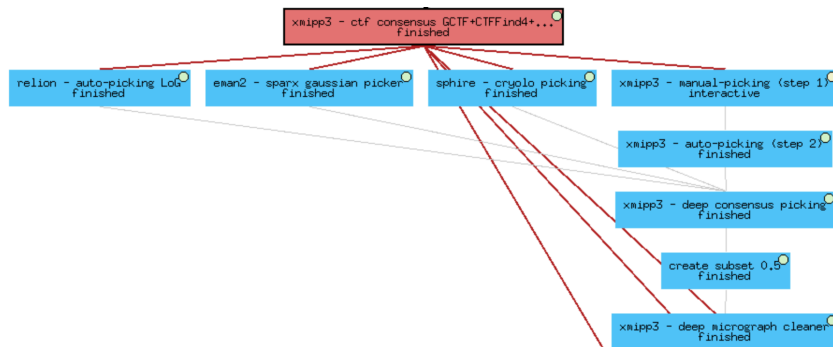 xmipp3 - ctf consensus GCTF+CTFFind4+...
finished
relion - auto-picking LoG
finished
eman2 - sparx gaussian picker
finished
sphire - cryolo picking
finished
xmipp3 - manual-picking (step 1)
interactive
xmipp3 - auto-picking (step 2)
finished
xmipp3 - deep consensus picking
finished
create subset 0.5
finished
xmipp3 - deep micrograph cleaner
finished